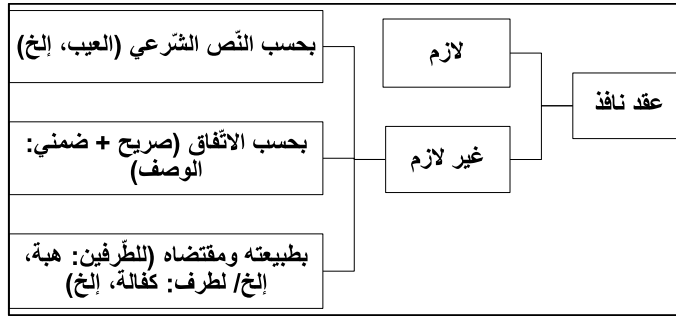 عقد نافذ
لازم
غير لازم
بحسب النّص الشّرعي (العيب، إلخ)
بحسب الاتّفاق (صريح + ضمني:
الوصف)
بطبيعته ومقتضاه (للطّرفين: هبة،
إلخ/ لطرف: كفالة، إلخ)